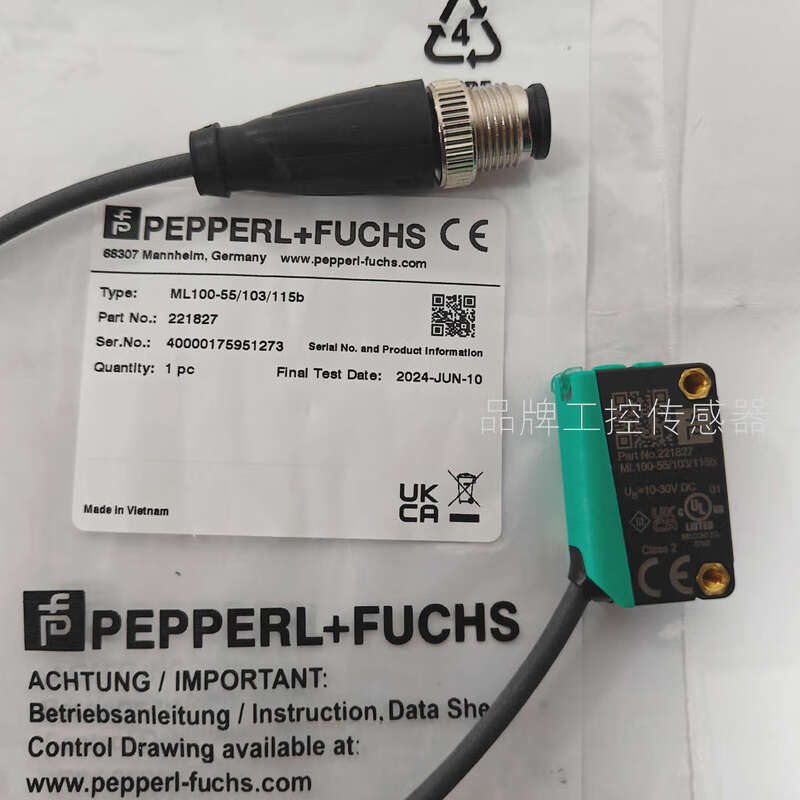 4
PEPPERL+FUCHS CE
68307 Mannheim, Germany www.pepperl-fuchs.com
Type: ML100-55/103/115b
Part No.: 221827
Ser.No.: 40000175951273 Serial No. and Product Information
Quantity: 1 pc Final Test Date: 2024-JUN-10
UK
CA
Made in Vietnam
品牌工控传感器
Part No.221827
ML100-55/103/115b
UB=10-30V DC 01
UK
CA
C UL US
LISTED
Class 2
CE
PEPPERL+FUCHS
ACHTUNG / IMPORTANT:
Betriebsanleitung / Instruction, Data She
Control Drawing available at:
www.pepperl-fuchs.com